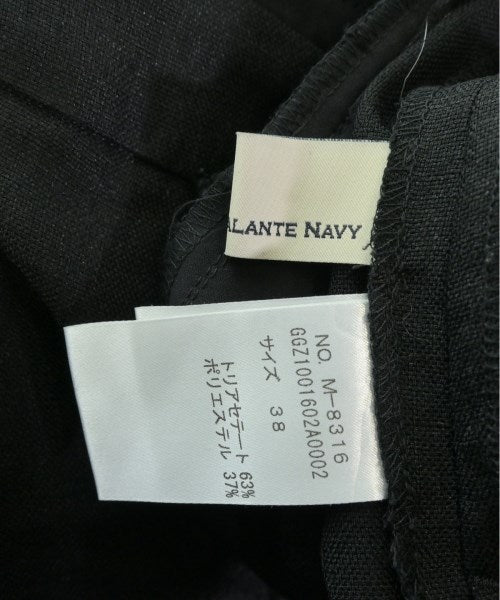 ALANTE NAVY
NO. M-8316
GGZ1001602A0002
サイズ 38
トリアセテート 63%
ポリエステル 37%